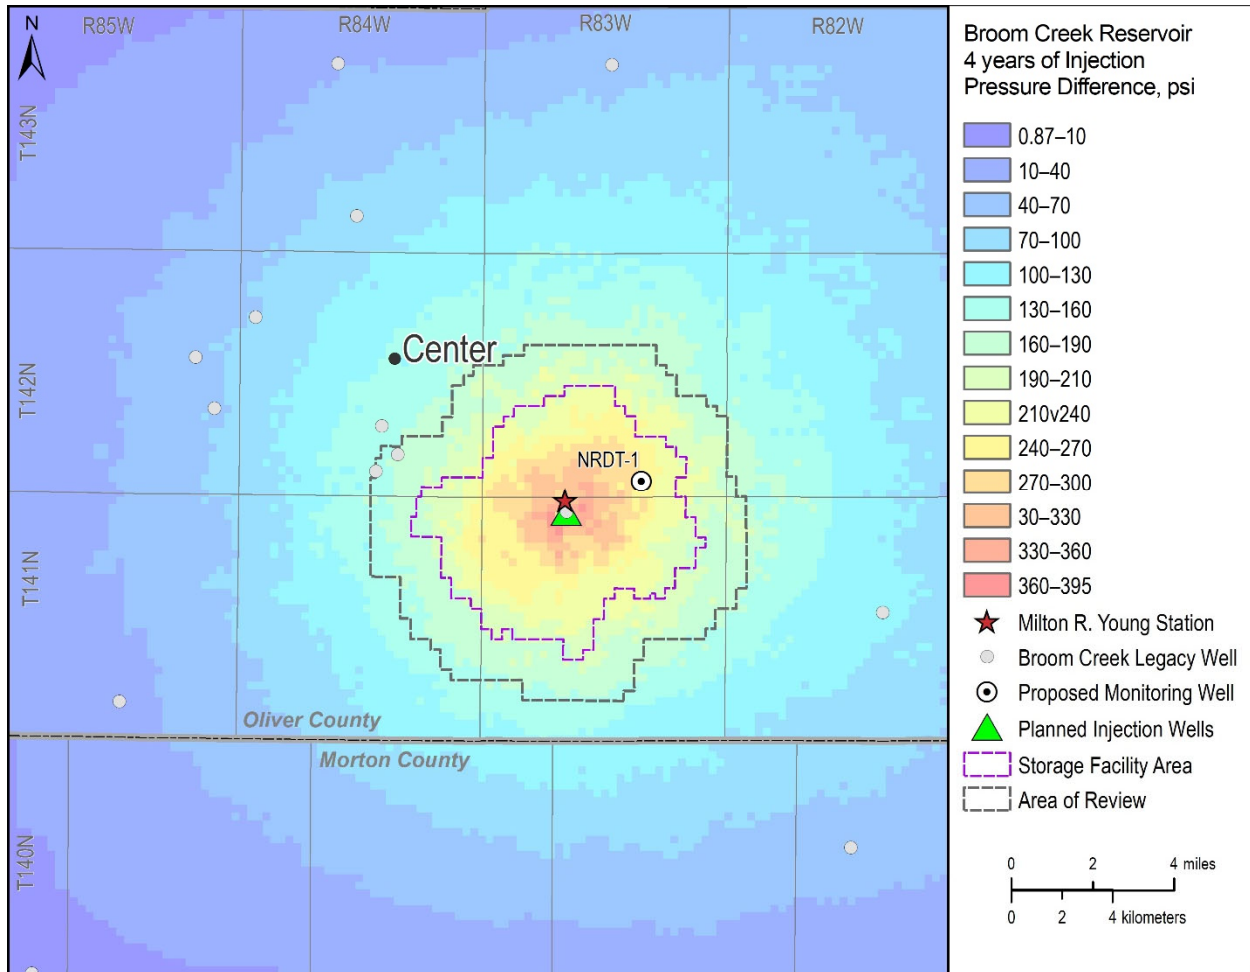 N
R85W
R84W
R83W
R82W
T143N
T142N
T141N
T140N
Center
NRDT-1
Oliver County
Morton County
Broom Creek Reservoir
4 years of Injection
Pressure Difference, psi
0.87–10
10–40
40–70
70–100
100–130
130–160
160–190
190–210
210v240
240–270
270–300
30–330
330–360
360–395
Milton R. Young Station
Broom Creek Legacy Well
Proposed Monitoring Well
Planned Injection Wells
Storage Facility Area
Area of Review
0 2 4 miles
0 2 4 kilometers